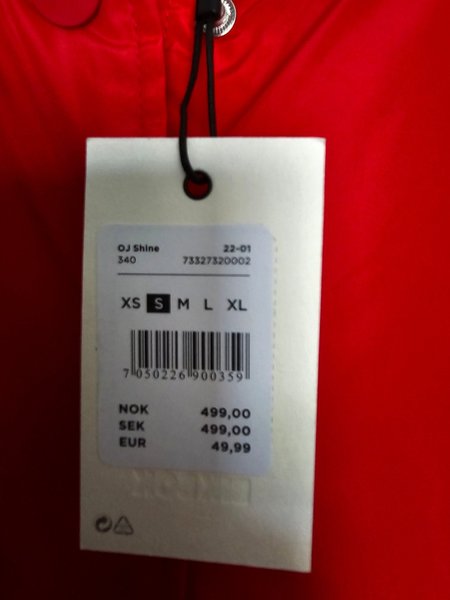 OJ Shine 22-01
340 73327320002
XS S M L XL
7 050226 900359
NOK 499,00
SEK 499,00
EUR 49,99